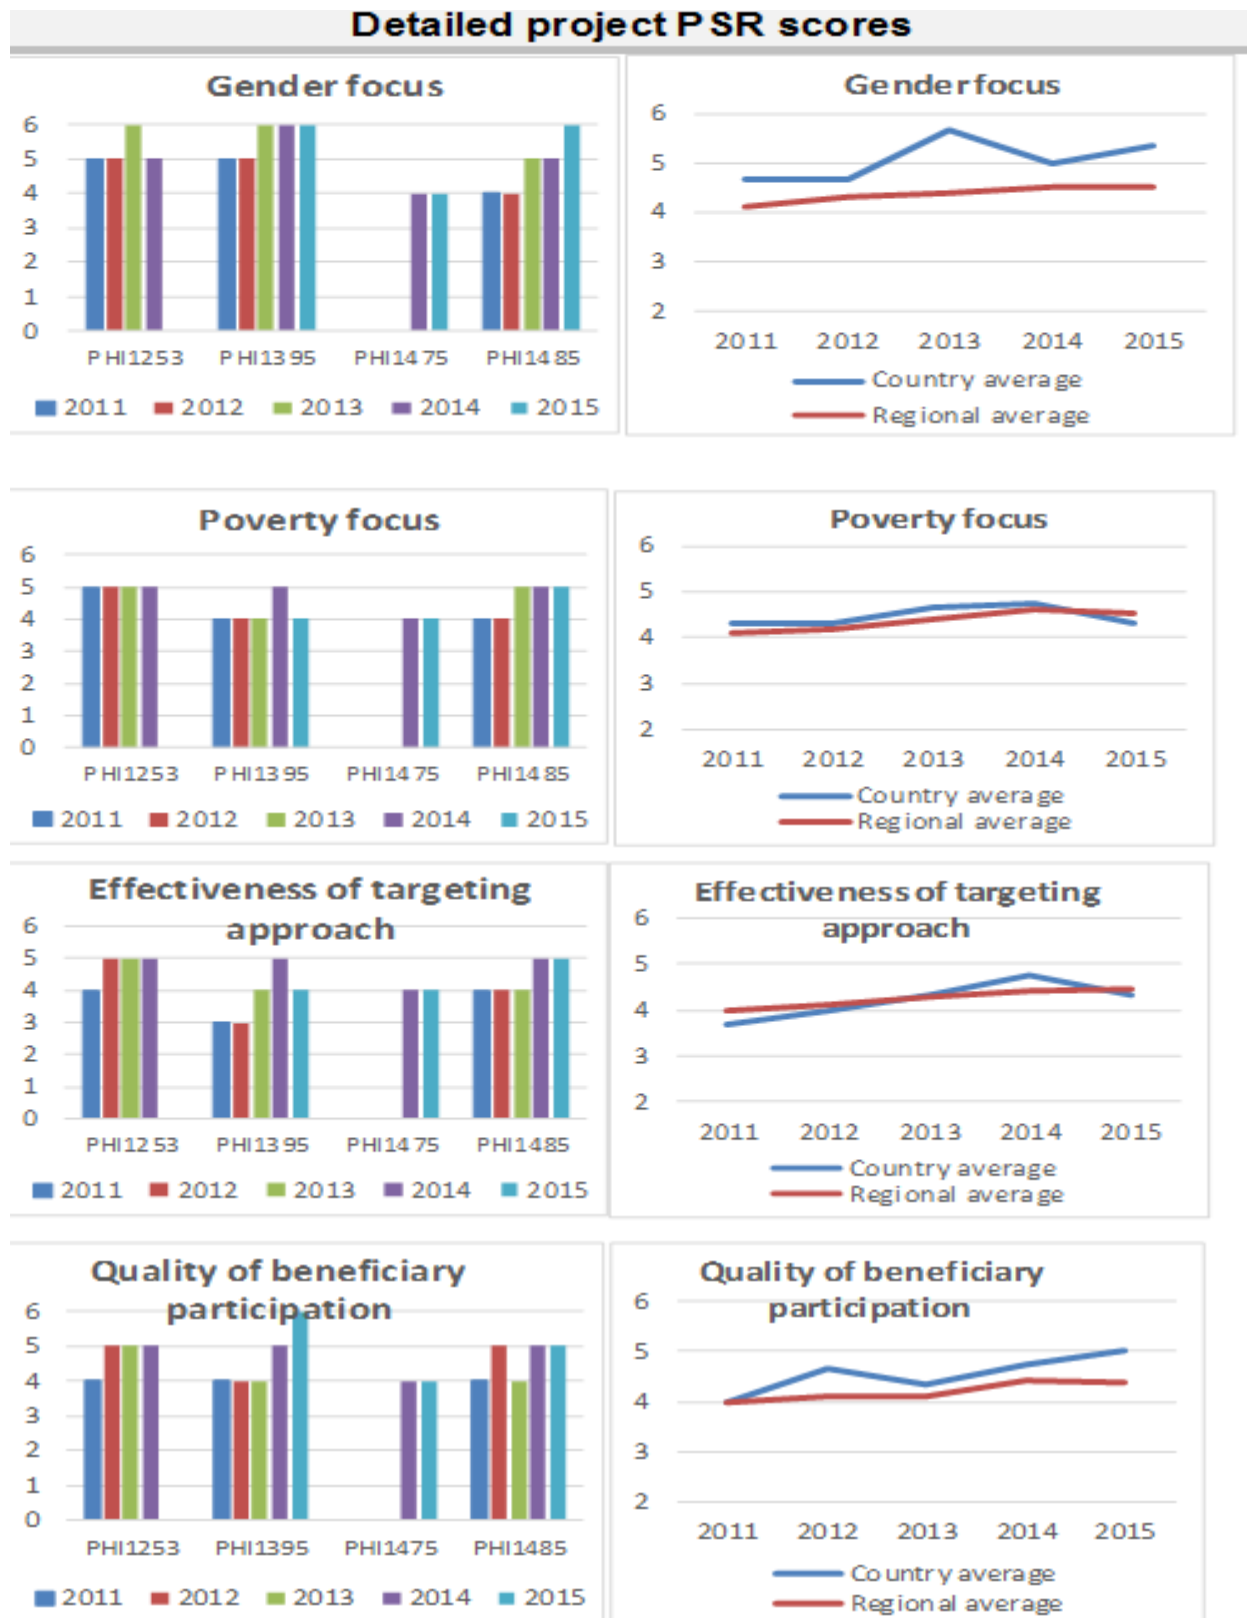 Detailed project PSR scores
Gender focus
6
5
4
3
2
1
0
PHI1253 PHI1395 PHI1475 PHI1485
2011 2012 2013 2014 2015
Gender focus
6
5
4
3
2
2011 2012 2013 2014 2015
Country average
Regional average
Poverty focus
6
5
4
3
2
1
0
PHI1253 PHI1395 PHI1475 PHI1485
2011 2012 2013 2014 2015
Poverty focus
6
5
4
3
2
2011 2012 2013 2014 2015
Country average
Regional average
Effectiveness of targeting
approach
6
5
4
3
2
1
0
PHI1253 PHI1395 PHI1475 PHI1485
2011 2012 2013 2014 2015
Effectiveness of targeting
approach
6
5
4
3
2
2011 2012 2013 2014 2015
Country average
Regional average
Quality of beneficiary
participation
6
5
4
3
2
1
0
PHI1253 PHI1395 PHI1475 PHI1485
2011 2012 2013 2014 2015
Quality of beneficiary
participation
6
5
4
3
2
2011 2012 2013 2014 2015
Country average
Regional average